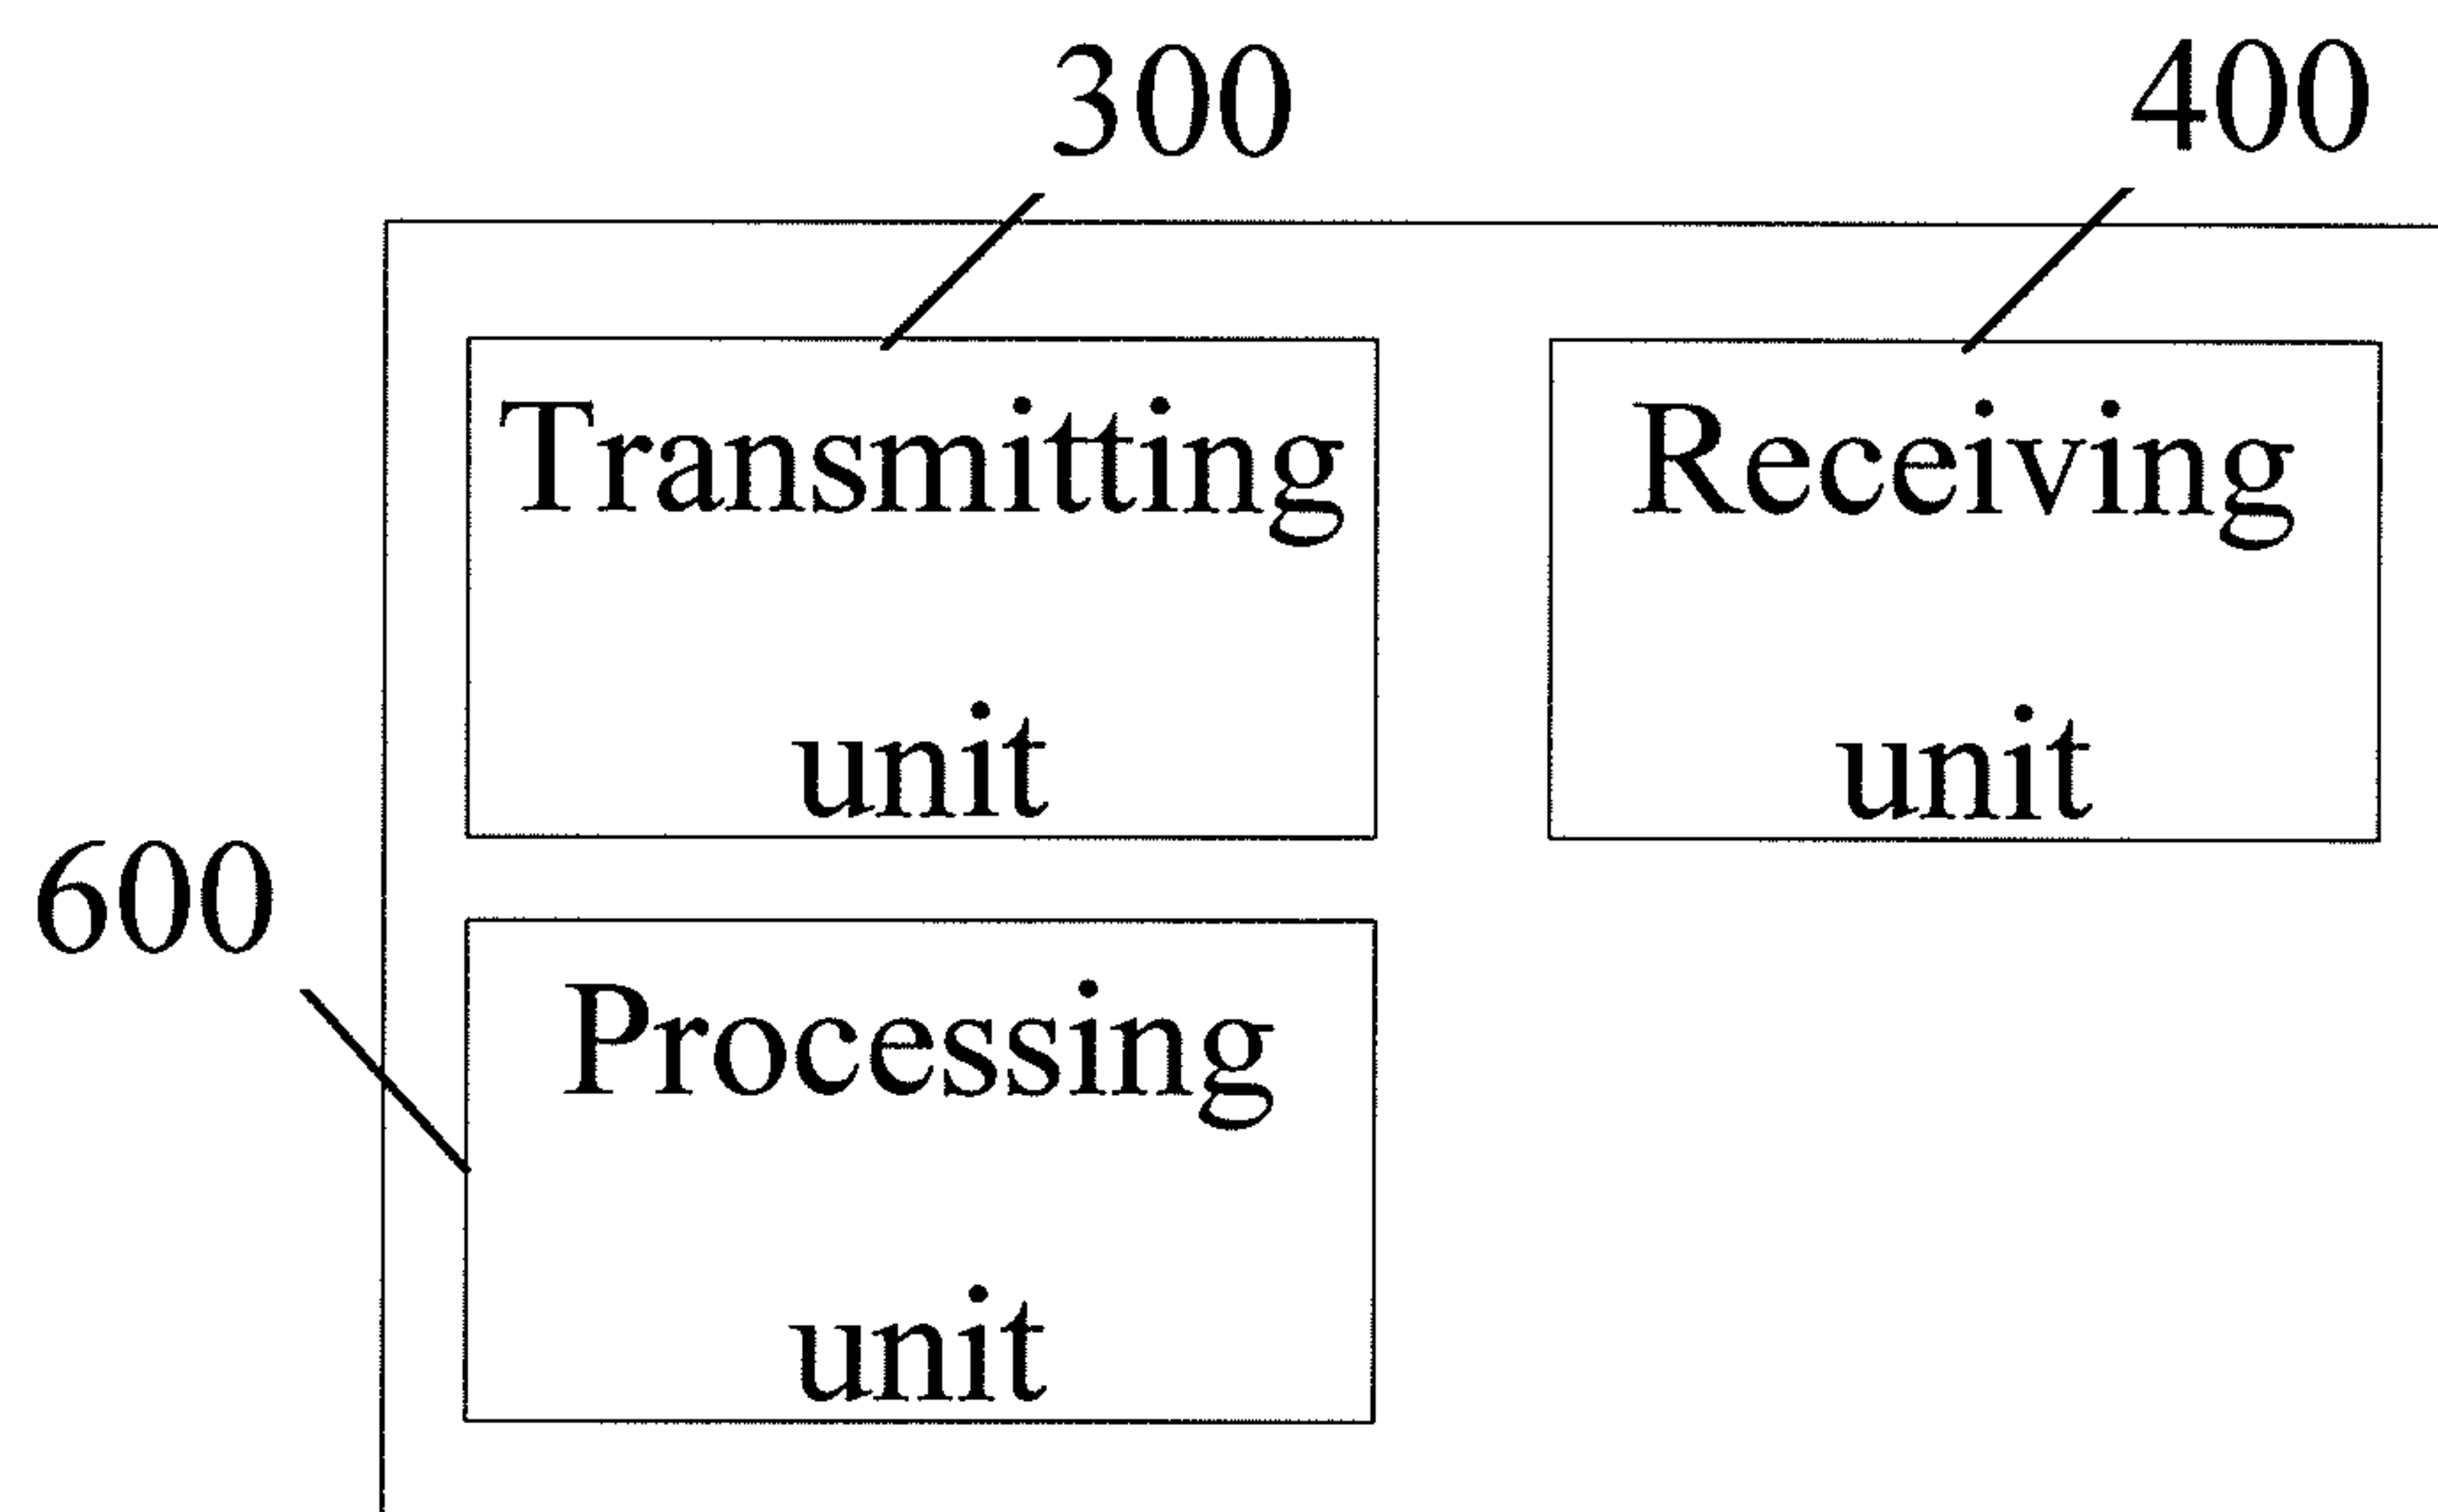 300
400
Transmitting
unit
Receiving
unit
600
Processing
unit